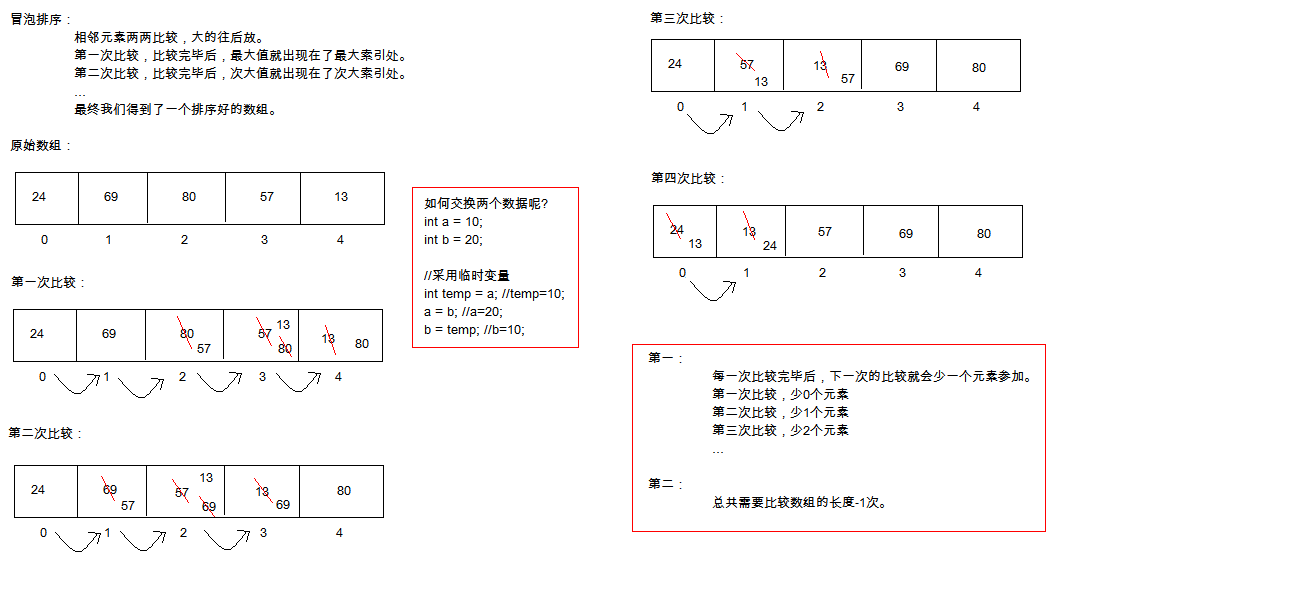 冒泡排序：
相邻元素两两比较，大的往后放。
第一次比较，比较完毕后，最大值就出现在了最大索引处。
第二次比较，比较完毕后，次大值就出现在了次大索引处。
...
最终我们得到了一个排序好的数组。
原始数组：
24 69 80 57 13
0 1 2 3 4
第一次比较：
24 69 80 57 57 13 80 13 80
0 1 2 3 4
第二次比较：
24 69 57 57 13 69 13 69 80
0 1 2 3 4
如何交换两个数据呢?
int a = 10;
int b = 20;
//采用临时变量
int temp = a; //temp=10;
a = b; //a=20;
b = temp; //b=10;
第三次比较：
24 57 13 13 57 69 80
0 1 2 3 4
第四次比较：
24 13 13 24 57 69 80
0 1 2 3 4
第一：
每一次比较完毕后，下一次的比较就会少一个元素参加。
第一次比较，少0个元素
第二次比较，少1个元素
第三次比较，少2个元素
...
第二：
总共需要比较数组的长度-1次。